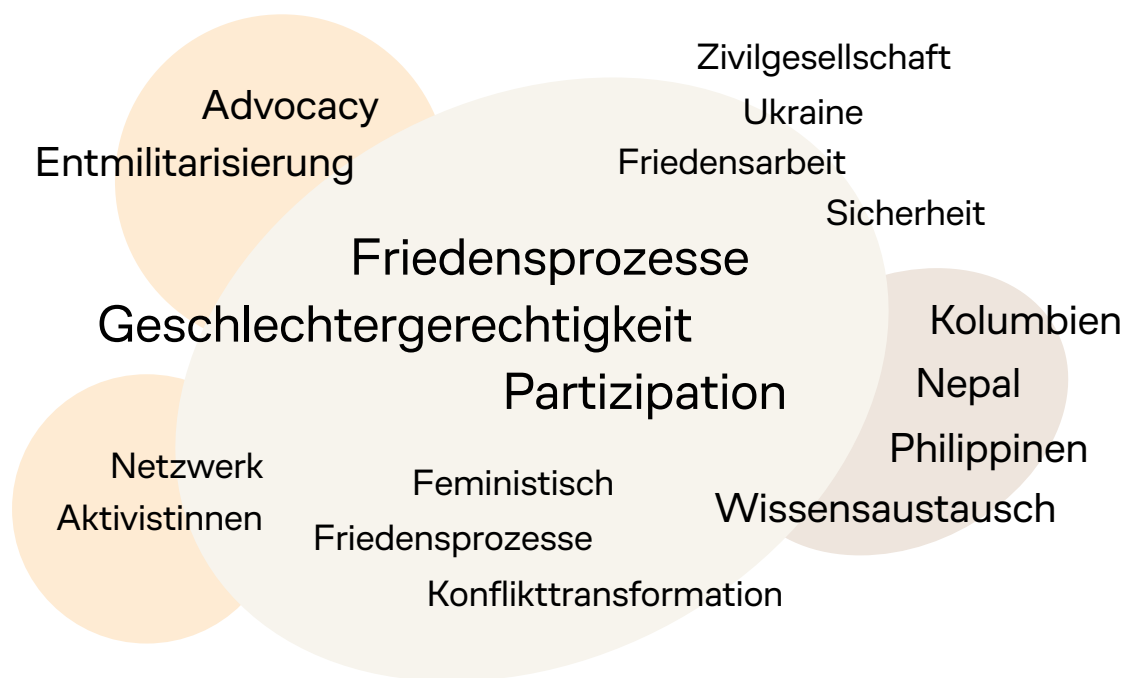 Zivilgesellschaft
Advocacy
Ukraine
Entmilitarisierung
Friedensarbeit
Sicherheit
Friedensprozesse
Geschlechtergerechtigkeit
Kolumbien
Partizipation
Nepal
Philippinen
Netzwerk
Feministisch
Wissensaustausch
Aktivistinnen
Friedensprozesse
Konflikttransformation